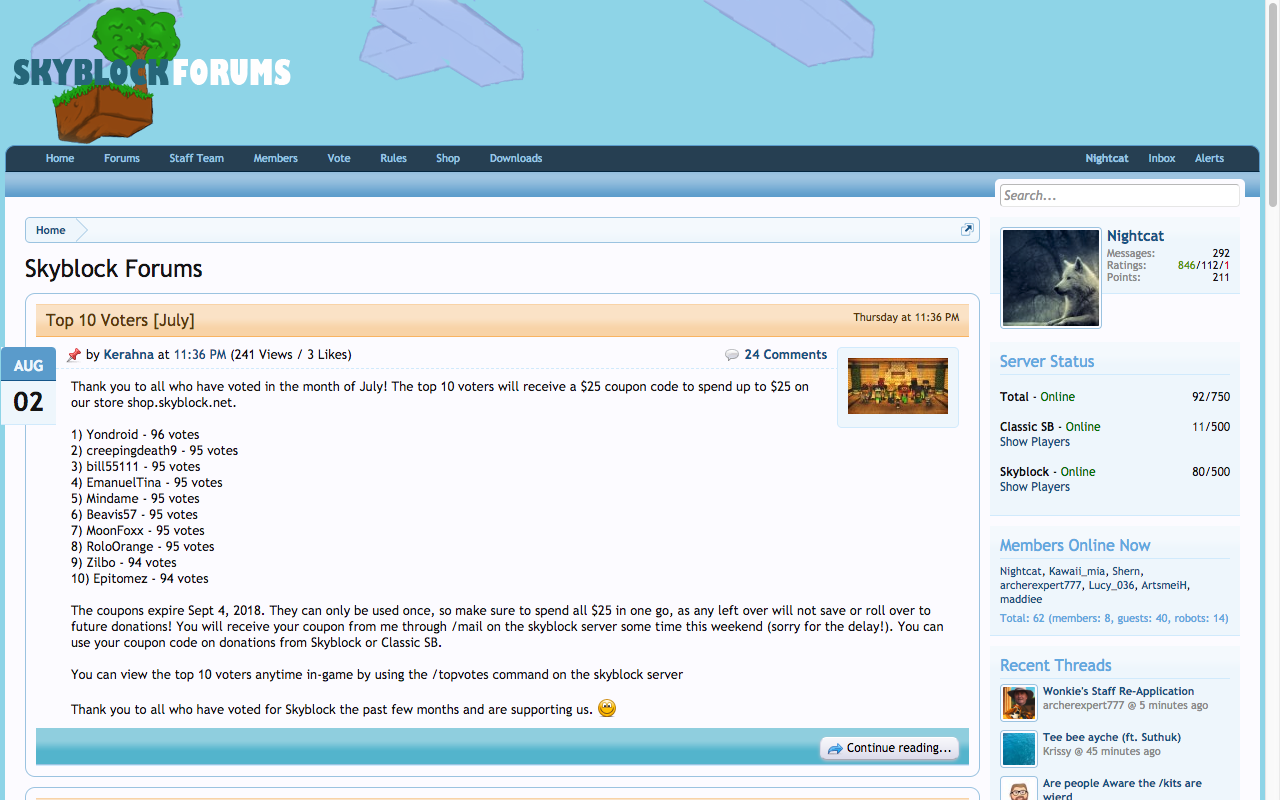 SKYBLOCK FORUMS
Home Forums Staff Team Members Vote Rules Shop Downloads Nightcat Inbox Alerts
Search...
Home
Skyblock Forums
Top 10 Voters [July] Thursday at 11:36 PM
AUG
02
by Kerahna at 11:36 PM (241 Views / 3 Likes) 24 Comments
Thank you to all who have voted in the month of July! The top 10 voters will receive a $25 coupon code to spend up to $25 on
our store shop.skyblock.net.
1) Yondroid - 96 votes
2) creepingdeath9 - 95 votes
3) bill55111 - 95 votes
4) EmanuelTina - 95 votes
5) Mindame - 95 votes
6) Beavis57 - 95 votes
7) MoonFoxx - 95 votes
8) RoloOrange - 95 votes
9) Zilbo - 94 votes
10) Epitomez - 94 votes
The coupons expire Sept 4, 2018. They can only be used once, so make sure to spend all $25 in one go, as any left over will not save or roll over to
future donations! You will receive your coupon from me through /mail on the skyblock server some time this weekend (sorry for the delay!). You can
use your coupon code on donations from Skyblock or Classic SB.
You can view the top 10 voters anytime in-game by using the /topvotes command on the skyblock server
Thank you to all who have voted for Skyblock the past few months and are supporting us.
Continue reading...
Nightcat
Messages: 292
Ratings: 846/112/1
Points: 211
Server Status
Total - Online 92/750
Classic SB - Online 11/500
Show Players
Skyblock - Online 80/500
Show Players
Members Online Now
Nightcat, Kawaii_mia, Shern,
archerexpert777, Lucy_036, ArtsmeiH,
maddiee
Total: 62 (members: 8, guests: 40, robots: 14)
Recent Threads
Wonkie's Staff Re-Application
archerexpert777 @ 5 minutes ago
Tee bee ayche (ft. Suthuk)
Krissy @ 45 minutes ago
Are people Aware the /kits are
wierd